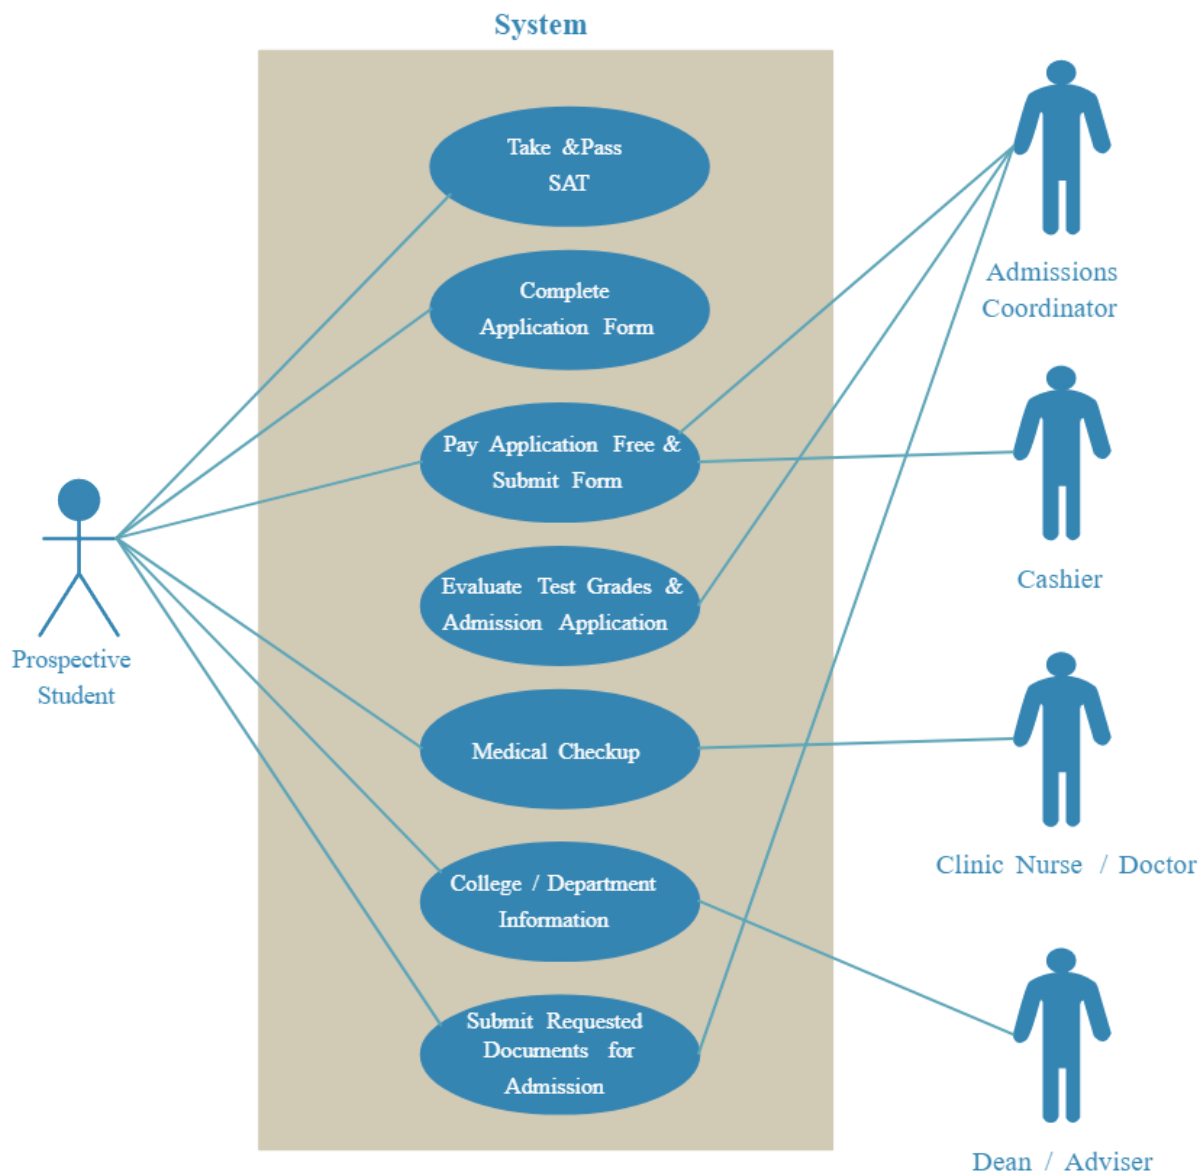 System
Take &Pass
SAT
Complete
Application Form
Pay Application Free &
Submit Form
Evaluate Test Grades &
Admission Application
Medical Checkup
College / Department
Information
Submit Requested
Documents for
Admission
Prospective
Student
Admissions
Coordinator
Cashier
Clinic Nurse / Doctor
Dean / Adviser